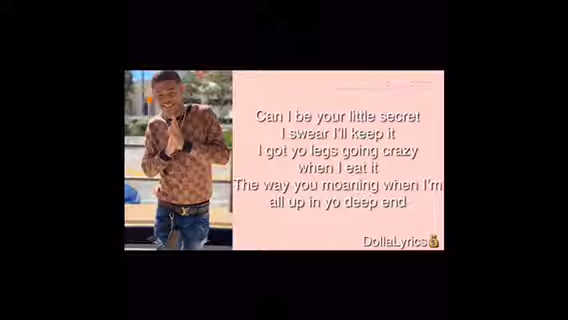 Can I be your little secret
I swear I'll keep it
I got yo legs going crazy
when I eat it
The way you moaning when I'm
all up in yo deep end
DollaLyrics💰